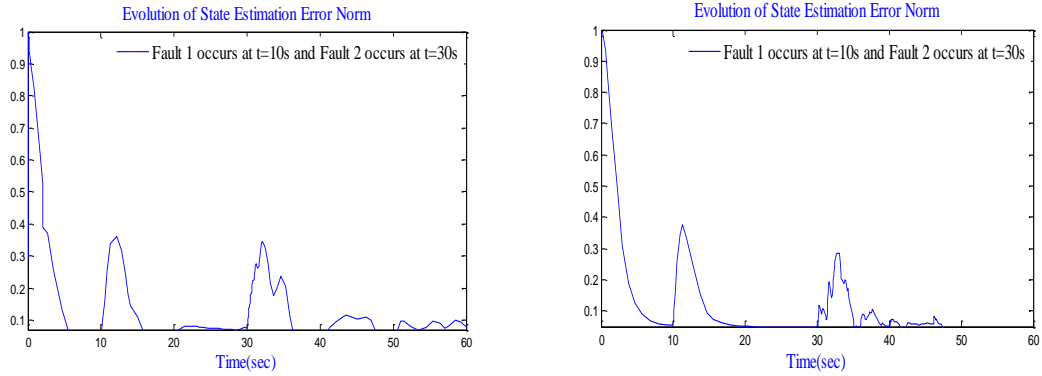 Evolution of State Estimation Error Norm
Fault 1 occurs at t=10s and Fault 2 occurs at t=30s
1
0.9
0.8
0.7
0.6
0.5
0.4
0.3
0.2
0.1
0 10 20 30 40 50 60
Time(sec)
Evolution of State Estimation Error Norm
Fault 1 occurs at t=10s and Fault 2 occurs at t=30s
1
0.9
0.8
0.7
0.6
0.5
0.4
0.3
0.2
0.1
0 10 20 30 40 50 60
Time(sec)